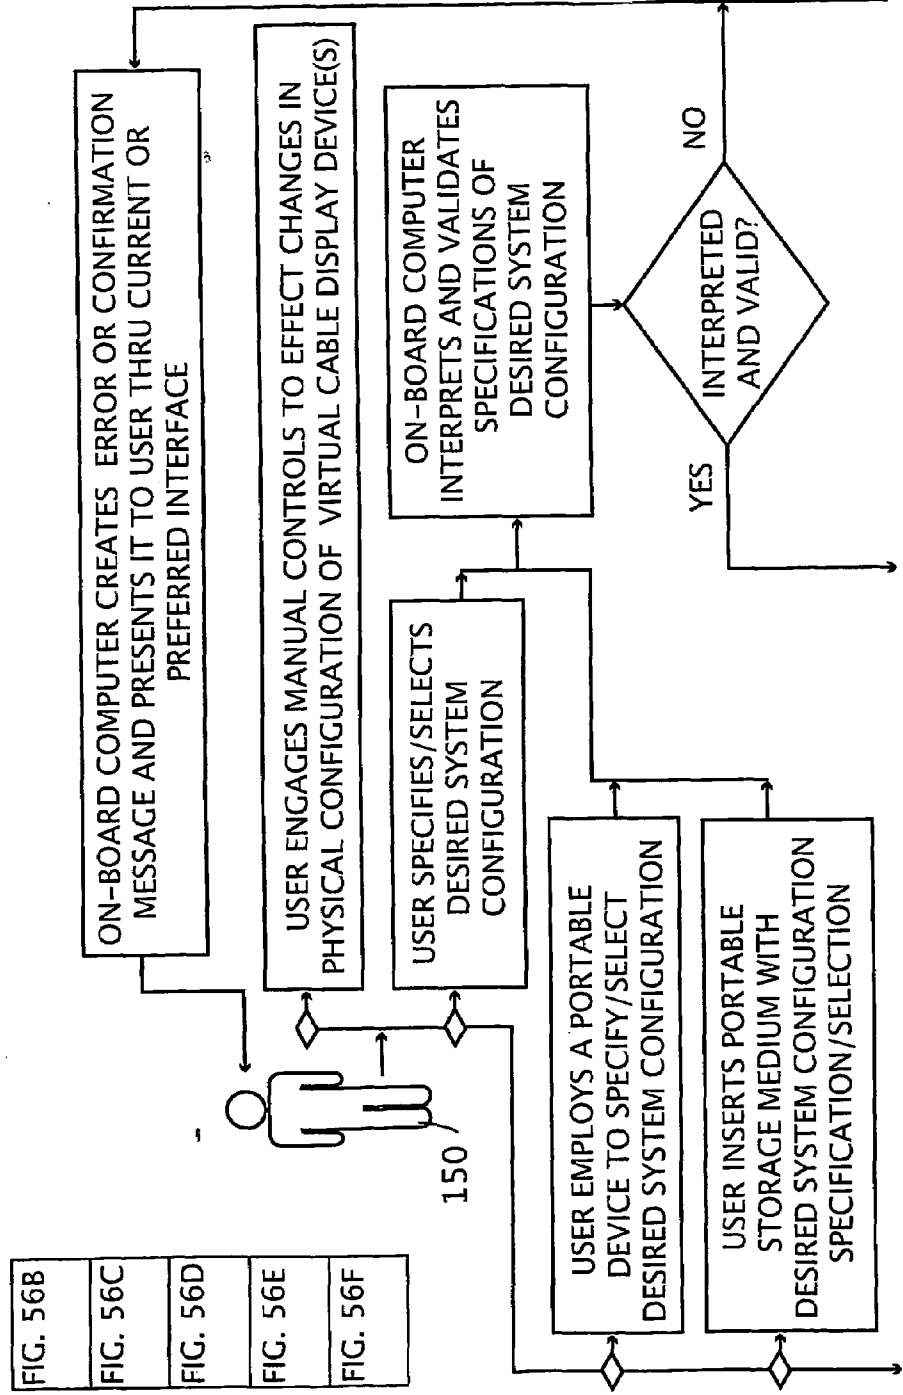 FIG. 56B
FIG. 56C
FIG. 56D
FIG. 56E
FIG. 56F
150
ON-BOARD COMPUTER CREATES ERROR OR CONFIRMATION
MESSAGE AND PRESENTS IT TO USER THRU CURRENT OR
PREFERRED INTERFACE
USER ENGAGES MANUAL CONTROLS TO EFFECT CHANGES IN
PHYSICAL CONFIGURATION OF VIRTUAL CABLE DISPLAY DEVICE(S)
USER SPECIFIES/SELECTS
DESIRED SYSTEM
CONFIGURATION
ON-BOARD COMPUTER
INTERPRETS AND VALIDATES
SPECIFICATIONS OF
DESIRED SYSTEM
CONFIGURATION
USER EMPLOYS A PORTABLE
DEVICE TO SPECIFY/SELECT
DESIRED SYSTEM CONFIGURATION
USER INSERTS PORTABLE
STORAGE MEDIUM WITH
DESIRED SYSTEM CONFIGURATION
SPECIFICATION/SELECTION
YES
INTERPRETED
AND VALID?
NO